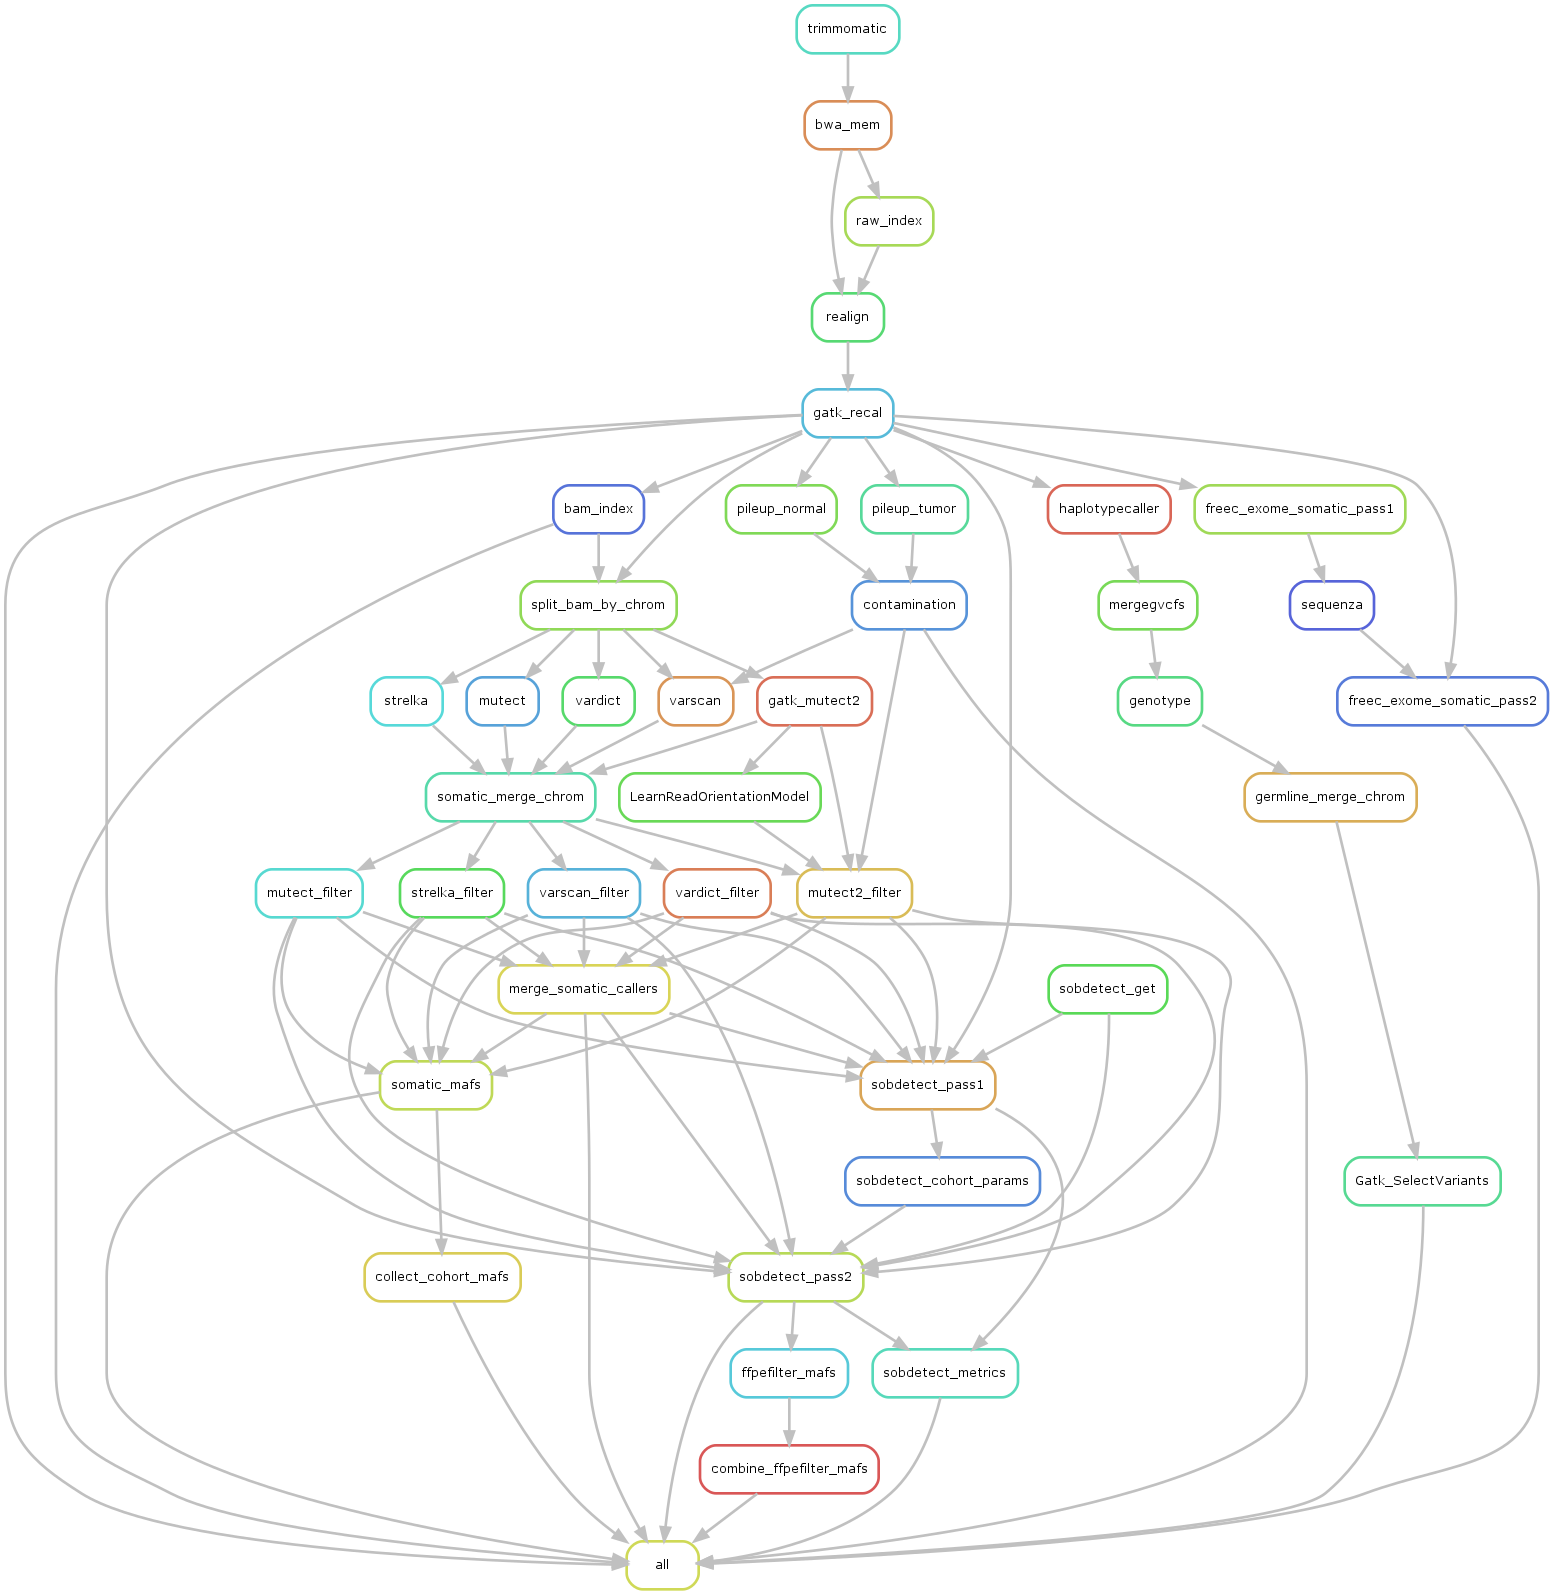 trimmomatic
bwa_mem
raw_index
realign
gatk_recal
bam_index
pileup_normal
pileup_tumor
haplotypecaller
freec_exome_somatic_pass1
split_bam_by_chrom
contamination
mergegvcfs
sequenza
strelka
mutect
vardict
varscan
gatk_mutect2
genotype
freec_exome_somatic_pass2
somatic_merge_chrom
LearnReadOrientationModel
germline_merge_chrom
mutect_filter
strelka_filter
varscan_filter
vardict_filter
mutect2_filter
merge_somatic_callers
sobdetect_get
somatic_mafs
sobdetect_pass1
sobdetect_cohort_params
Gatk_SelectVariants
collect_cohort_mafs
sobdetect_pass2
ffpefilter_mafs
sobdetect_metrics
combine_ffpefilter_mafs
all